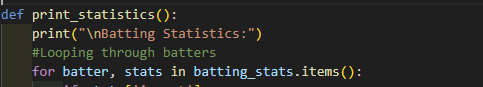 def print_statistics():
    print("\nBatting Statistics:")
    #Looping through batters
    for batter, stats in batting_stats.items():